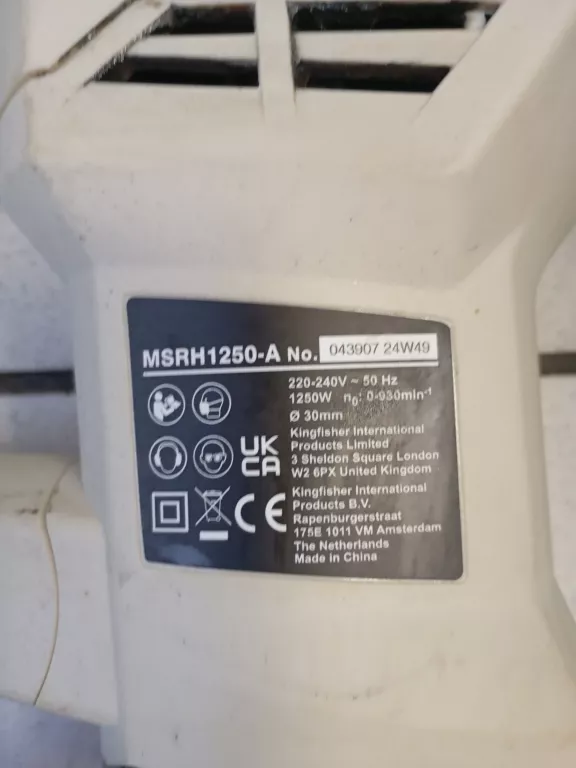 MSRH1250-A No. 043907 24W49
220-240V ~ 50 Hz
1250W n₀: 0-930min⁻¹
Ø 30mm
Kingfisher International
Products Limited
3 Sheldon Square London
W2 6PX United Kingdom
UK
CA
Kingfisher International
Products B.V.
Rapenburgerstraat
175E 1011 VM Amsterdam
The Netherlands
Made in China
CE